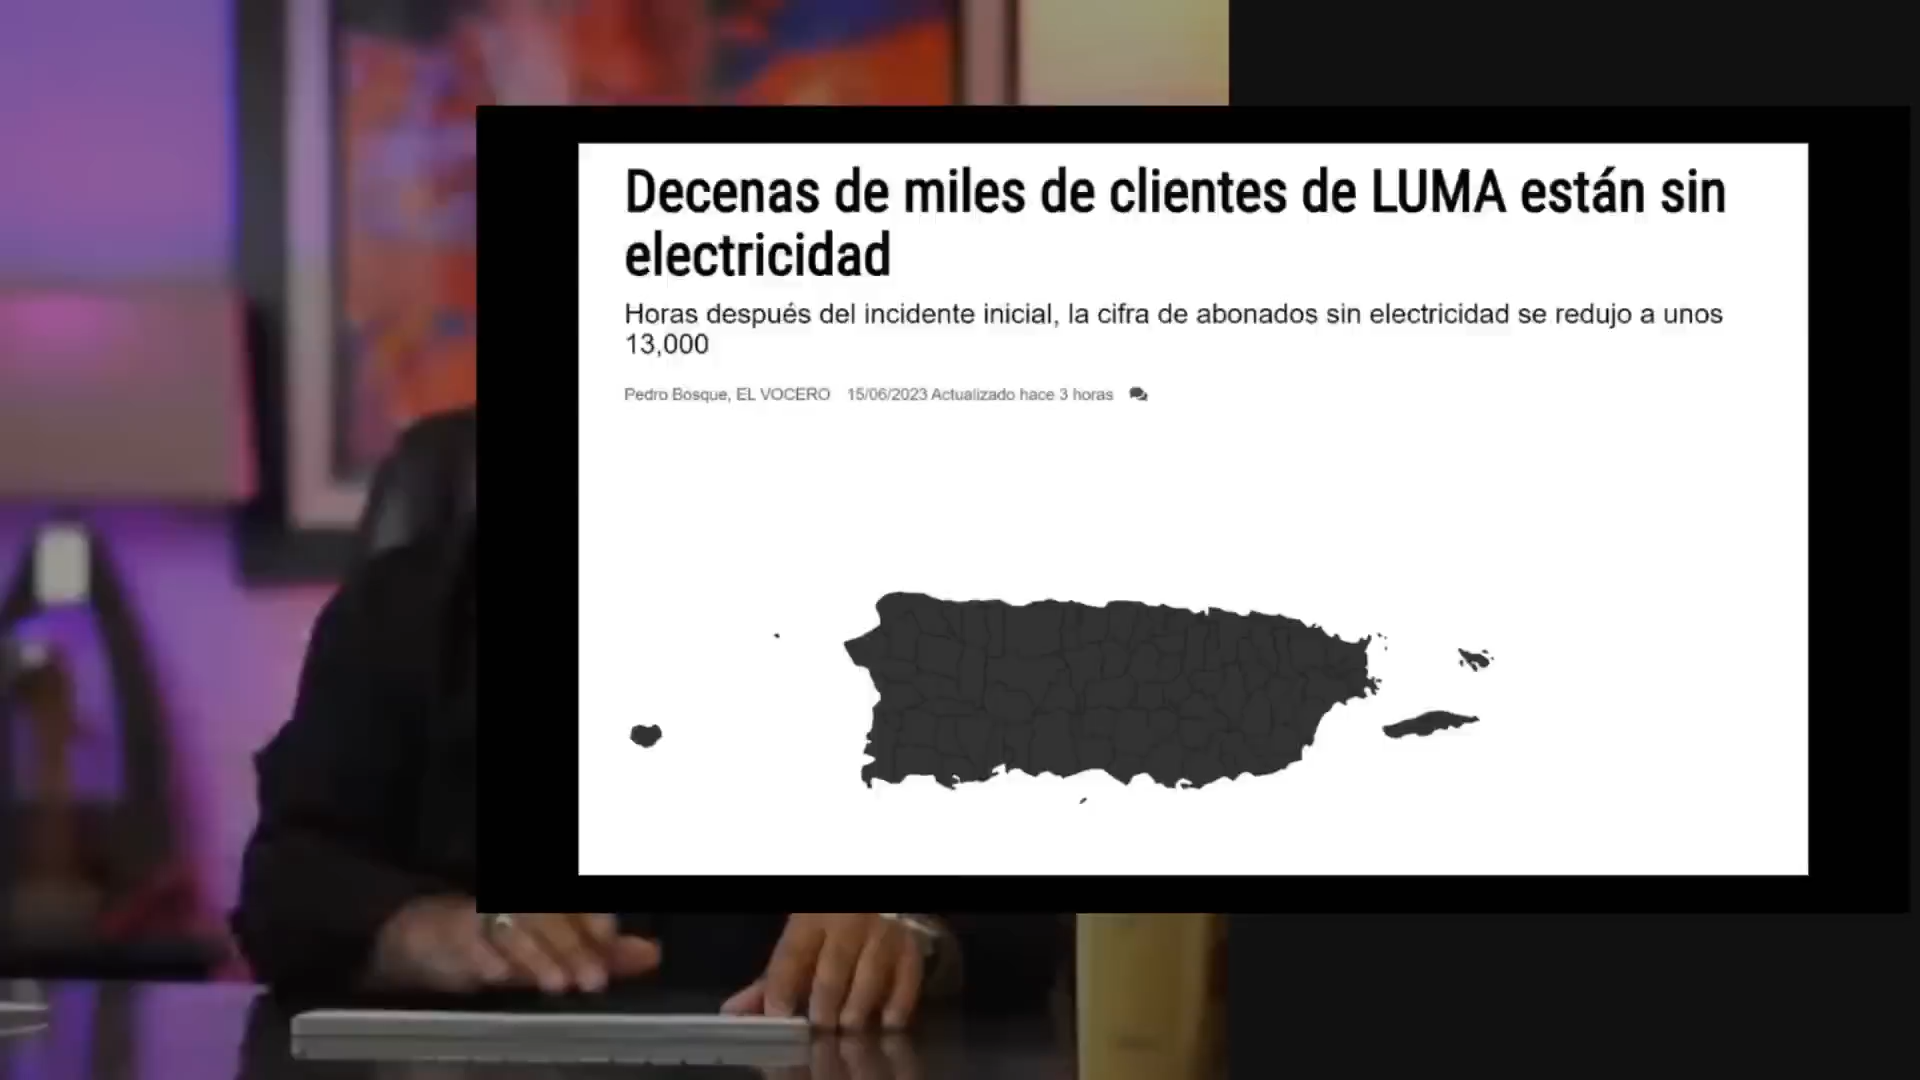 Decenas de miles de clientes de LUMA están sin
electricidad
Horas después del incidente inicial, la cifra de abonados sin electricidad se redujo a unos
13,000
Pedro Bosque, EL VOCERO 15/06/2023 Actualizado hace 3 horas